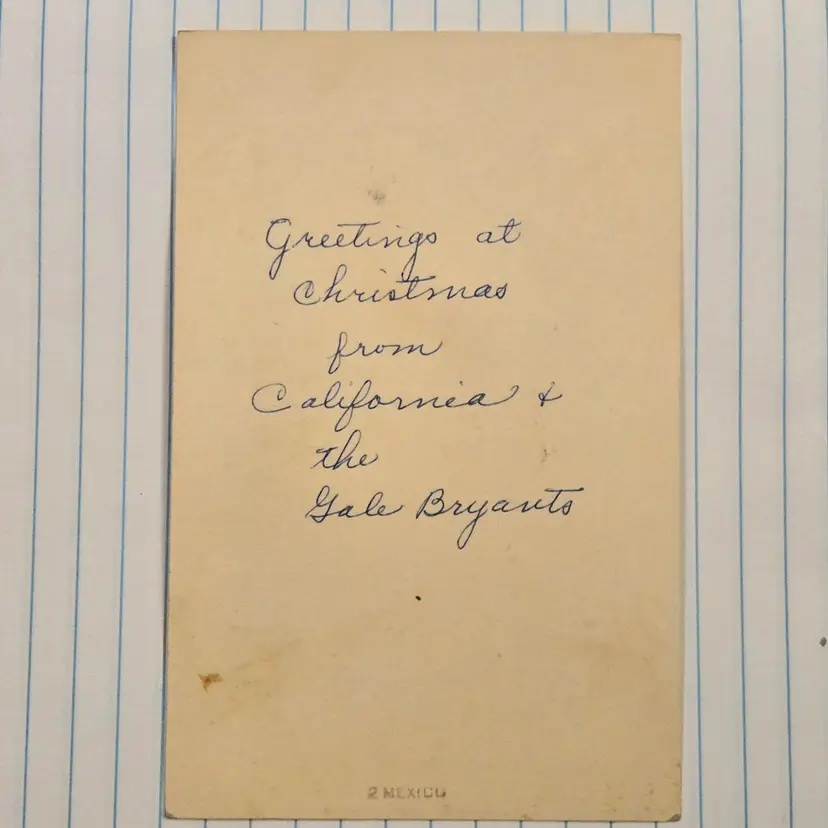 Greetings at
Christmas
from
California &
the
Gale Bryants
2 MEXICO